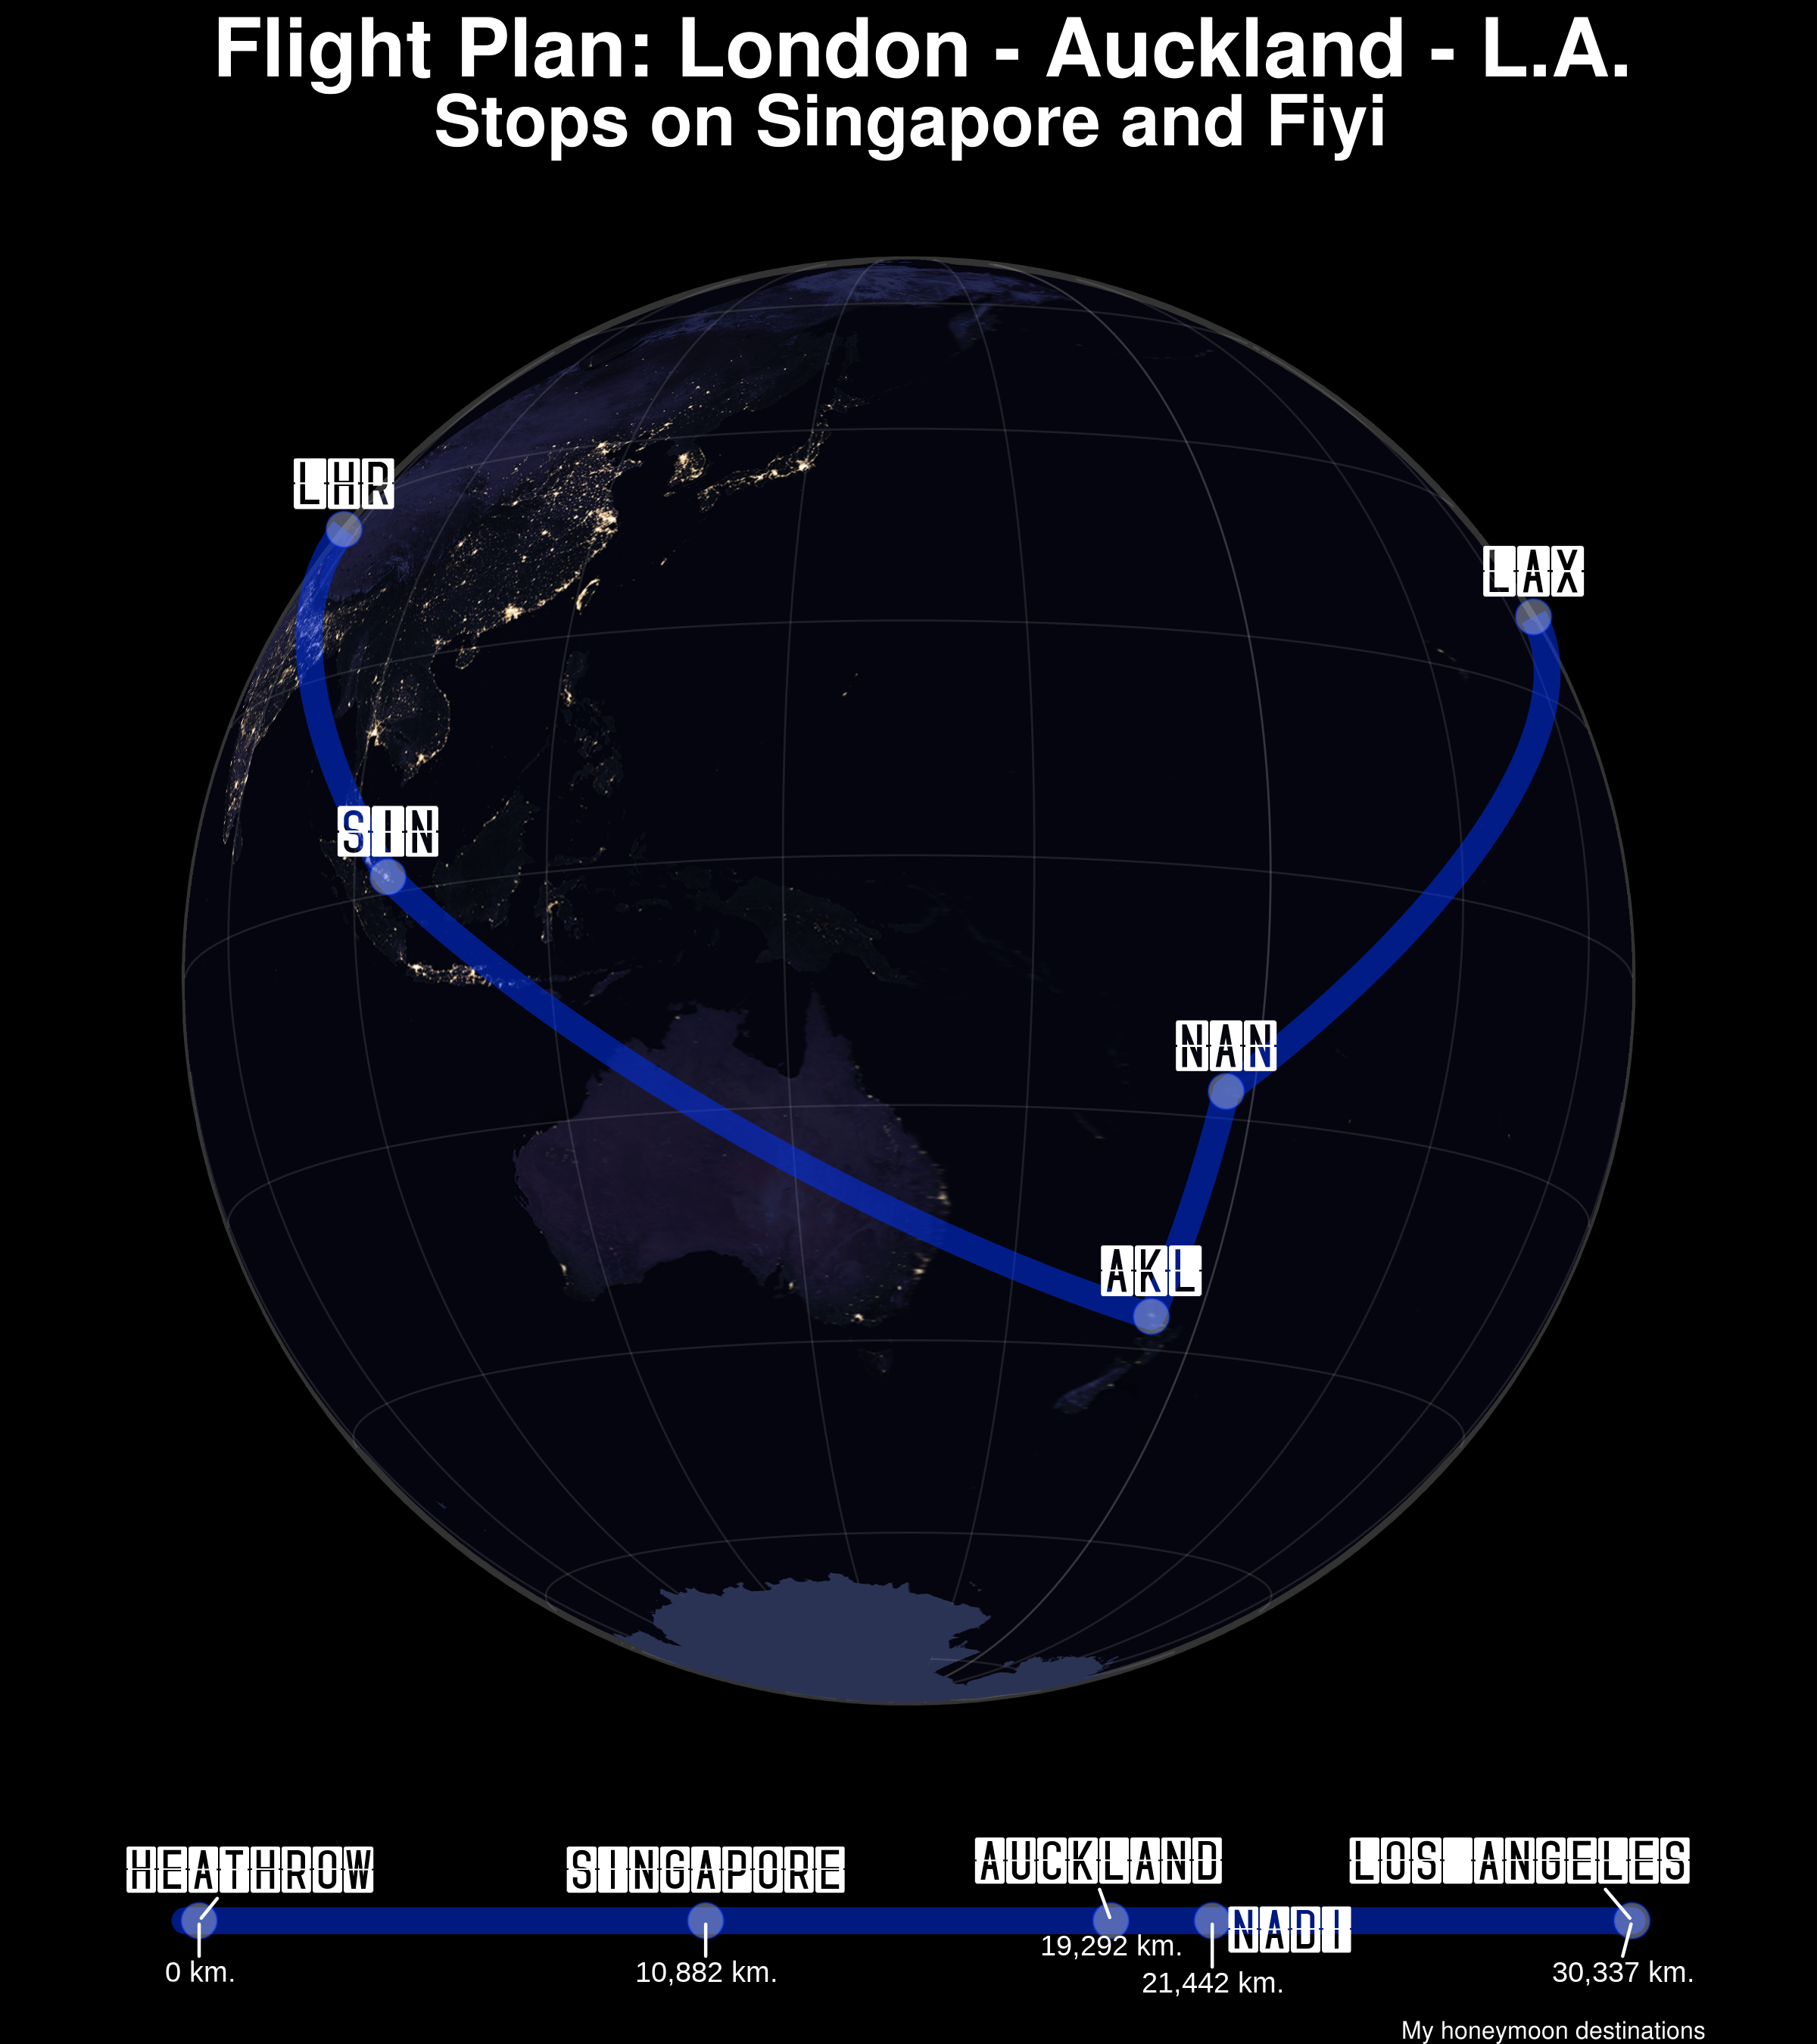 Flight Plan: London - Auckland - L.A.
Stops on Singapore and Fiyi
LHR
LAX
SIN
NAN
AKL
HEATHROW
SINGAPORE
AUCKLAND
LOS ANGELES
NADI
0 km.
10,882 km.
19,292 km.
21,442 km.
30,337 km.
My honeymoon destinations